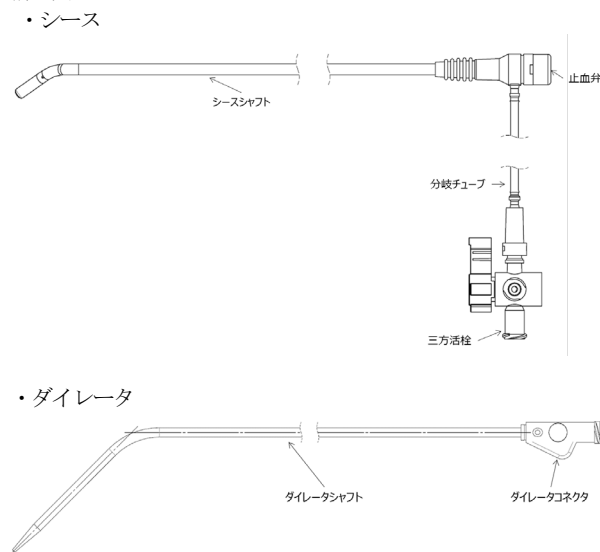 ・シース
止血弁
シースシャフト
分岐チューブ
三方活栓
・ダイレータ
ダイレータシャフト
ダイレータコネクタ